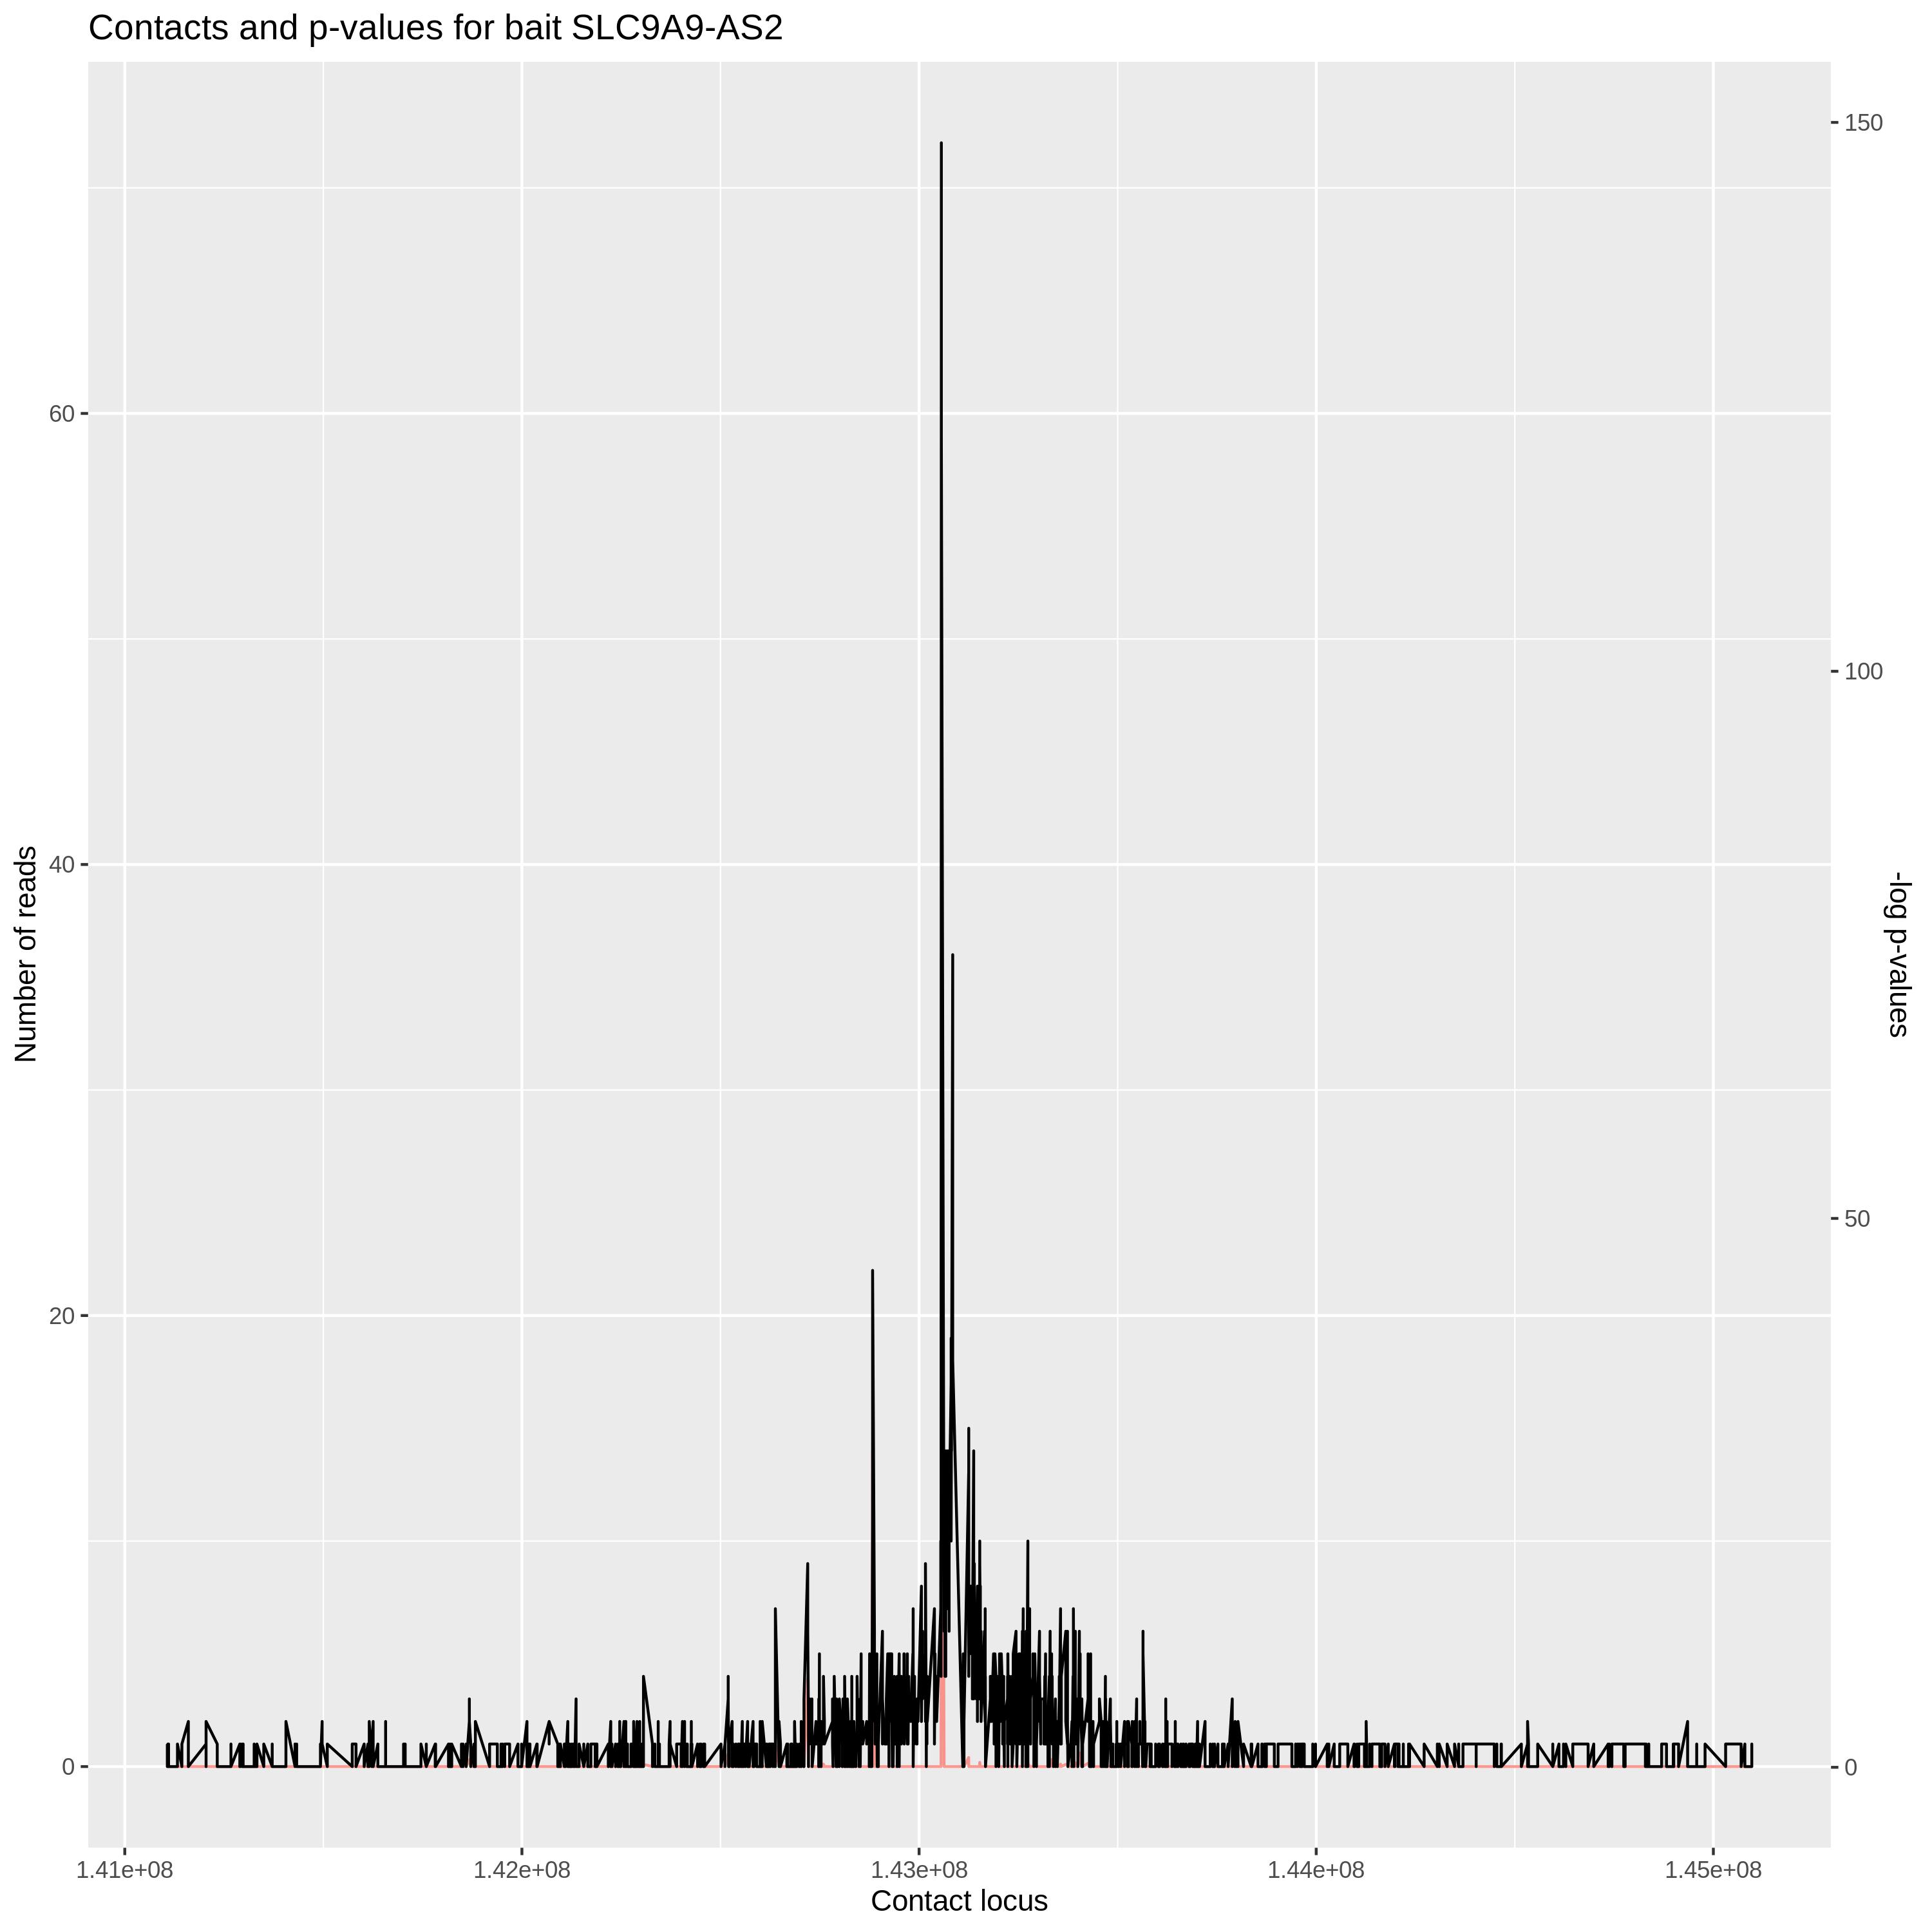 Contacts and p-values for bait SLC9A9-AS2
Number of reads
60
40
20
0
150
100
50
0
-log p-values
1.41e+08 1.42e+08 1.43e+08 1.44e+08 1.45e+08
Contact locus